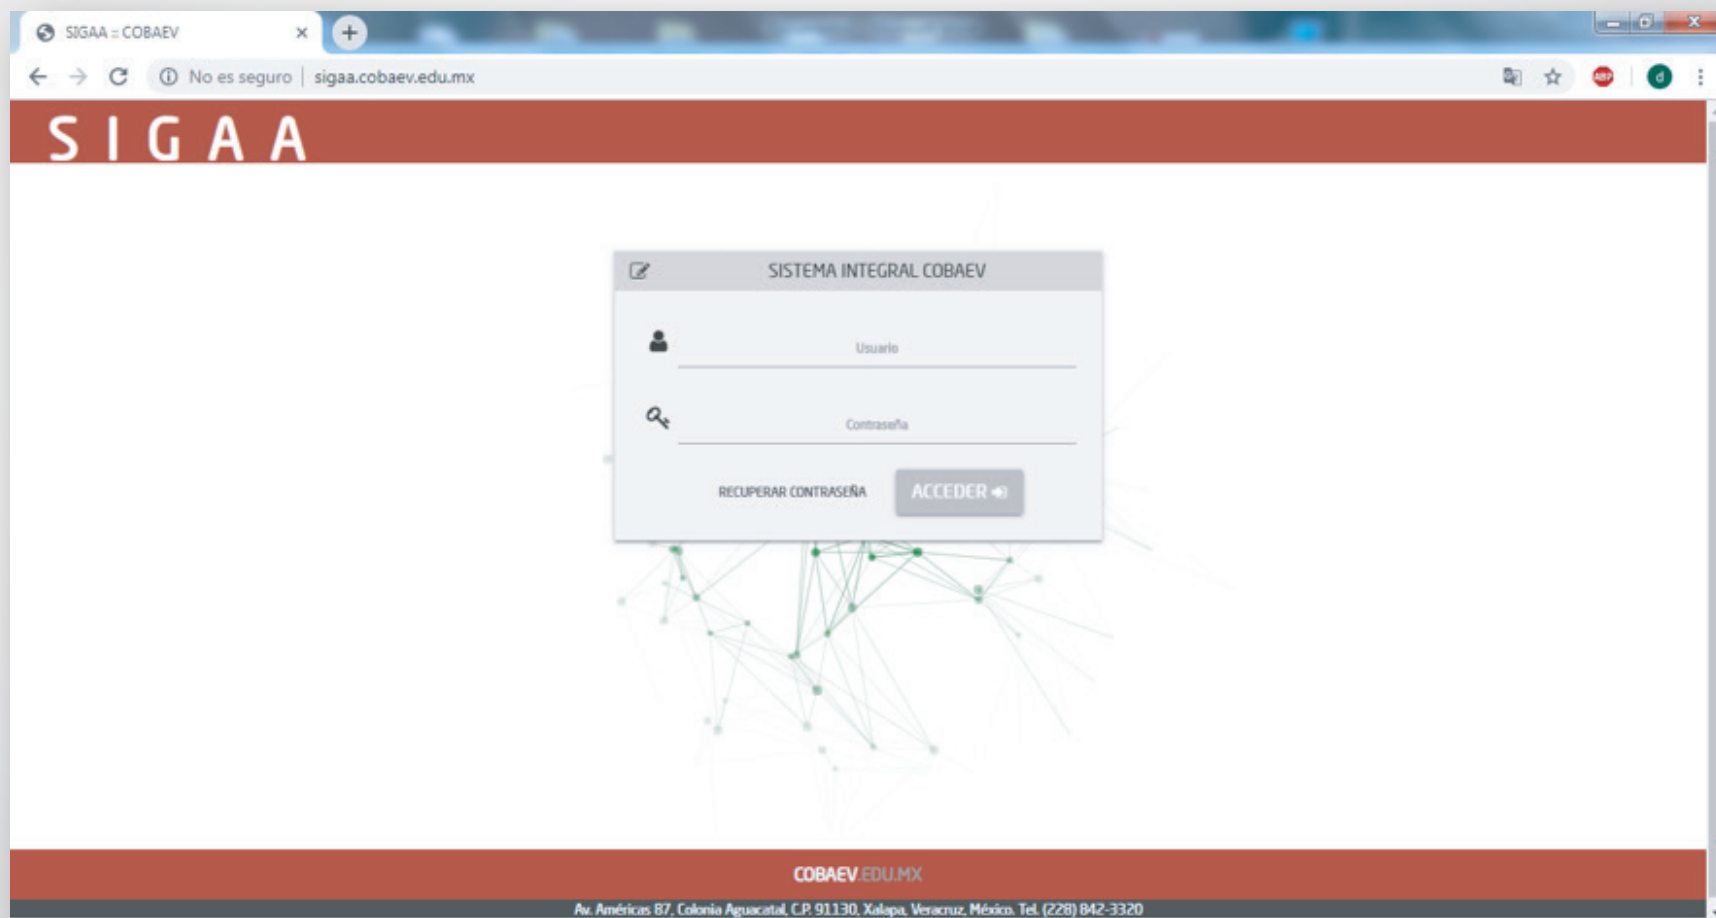 SIGAA :: COBAEV
No es seguro | sigaa.cobaev.edu.mx
ABP
d
SIGAA
SISTEMA INTEGRAL COBAEV
Usuario
Contraseña
RECUPERAR CONTRASEÑA
ACCEDER
COBAEV.EDU.MX
Av. Américas 87, Colonia Aguacatal, C.P. 91130, Xalapa, Veracruz, México. Tel. (228) 842-3320